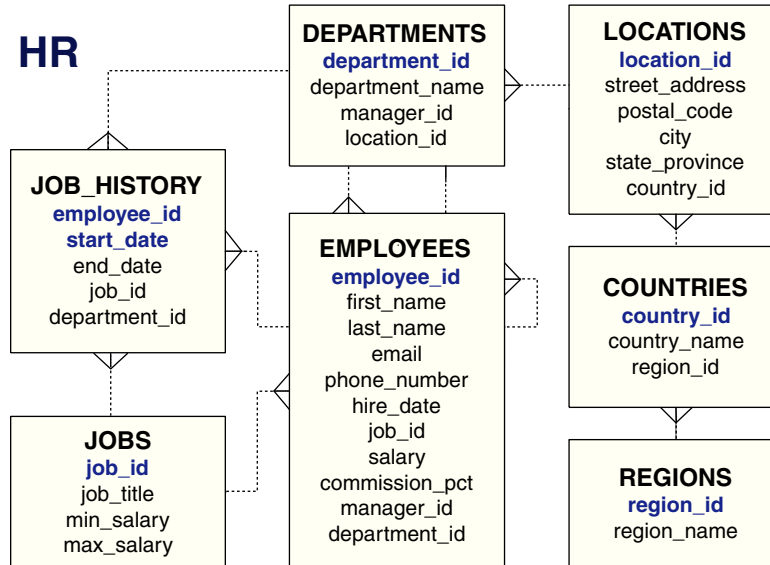 HR
DEPARTMENTS
department_id
department_name
manager_id
location_id
LOCATIONS
location_id
street_address
postal_code
city
state_province
country_id
JOB_HISTORY
employee_id
start_date
end_date
job_id
department_id
EMPLOYEES
employee_id
first_name
last_name
email
phone_number
hire_date
job_id
salary
commission_pct
manager_id
department_id
COUNTRIES
country_id
country_name
region_id
JOBS
job_id
job_title
min_salary
max_salary
REGIONS
region_id
region_name